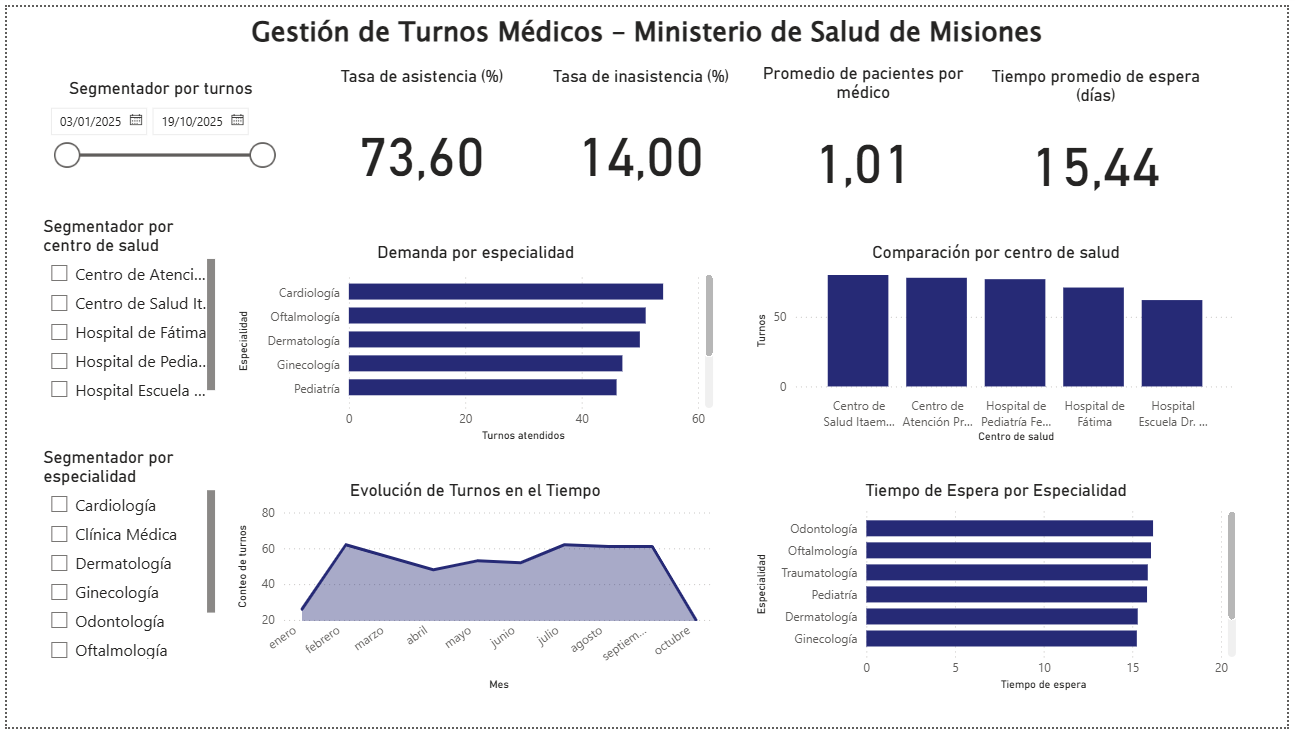 Gestión de Turnos Médicos – Ministerio de Salud de Misiones
Segmentador por turnos
03/01/2025
19/10/2025
Tasa de asistencia (%)
73,60
Tasa de inasistencia (%)
14,00
Promedio de pacientes por
médico
1,01
Tiempo promedio de espera
(días)
15,44
Segmentador por
centro de salud
Centro de Atenci...
Centro de Salud It...
Hospital de Fátima
Hospital de Pedia...
Hospital Escuela ...
Demanda por especialidad
Especialidad
Cardiología
Oftalmología
Dermatología
Ginecología
Pediatría
0 20 40 60
Turnos atendidos
Comparación por centro de salud
Turnos
50
0
Centro de
Salud Itaem...
Centro de
Atención Pr...
Hospital de
Pediatría Fe...
Hospital de
Fátima
Hospital
Escuela Dr. ...
Centro de salud
Segmentador por
especialidad
Cardiología
Clínica Médica
Dermatología
Ginecología
Odontología
Oftalmología
Evolución de Turnos en el Tiempo
Conteo de turnos
80
60
40
20
enero febrero marzo abril mayo junio julio agosto septiem... octubre
Mes
Tiempo de Espera por Especialidad
Especialidad
Odontología
Oftalmología
Traumatología
Pediatría
Dermatología
Ginecología
0 5 10 15 20
Tiempo de espera